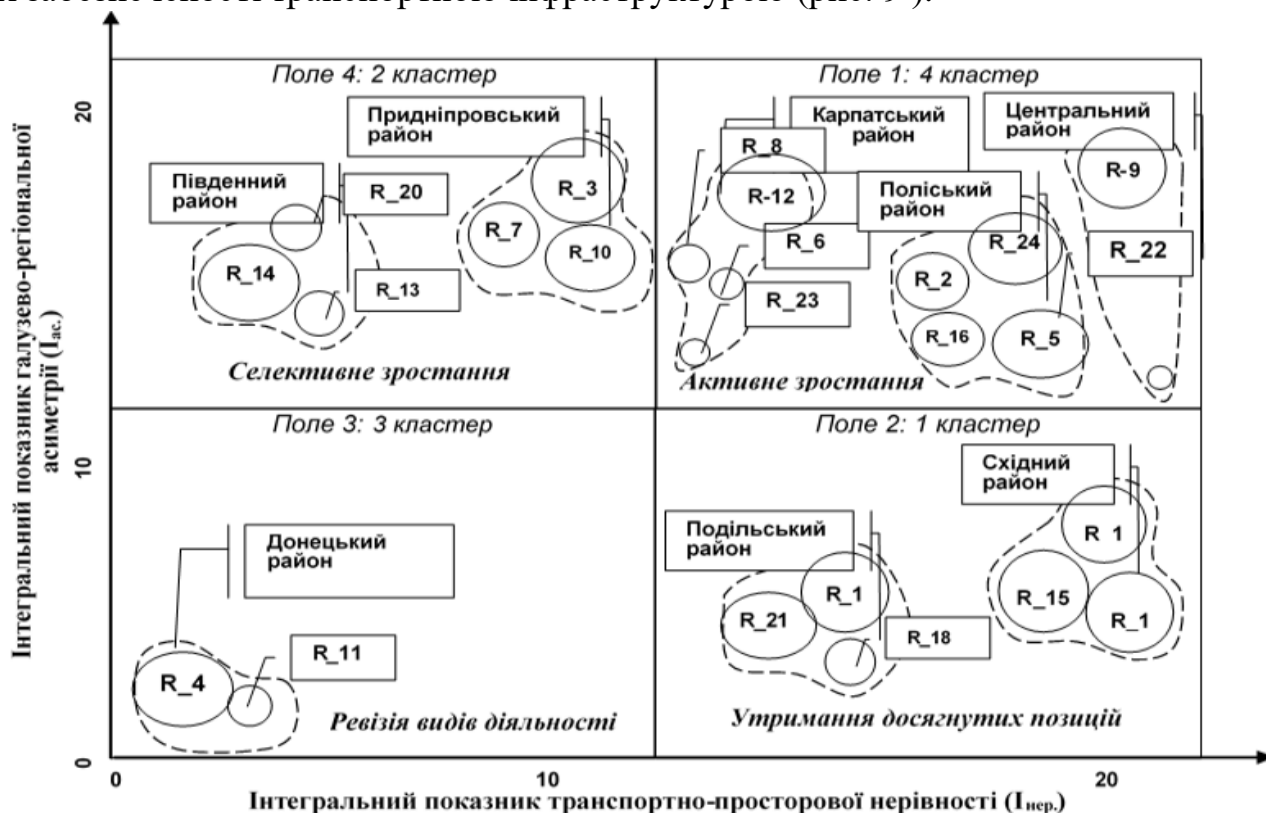 транспортною інфраструктурою (рис. 9).
Поле 4: 2 кластер
Поле 1: 4 кластер
Придніпровський
район
Карпатський
район
Центральний
район
Південний
район
R_20
R_3
R_7
R_10
R_14
R_13
R_8
R-12
R_6
R_23
Поліський
район
R_24
R_2
R_16
R_5
R-9
R_22
Селективне зростання
Активне зростання
Поле 3: 3 кластер
Поле 2: 1 кластер
Східний
район
Подільський
район
Донецький
район
R 1
R_15
R_1
R_1
R_21
R_18
R_11
R_4
Ревізія видів діяльності
Утримання досягнутих позицій
Інтегральний показник галузево-регіональної
асиметрії (Іас.)
20
10
0
0
10
20
Інтегральний показник транспортно-просторової нерівності (Інер.)